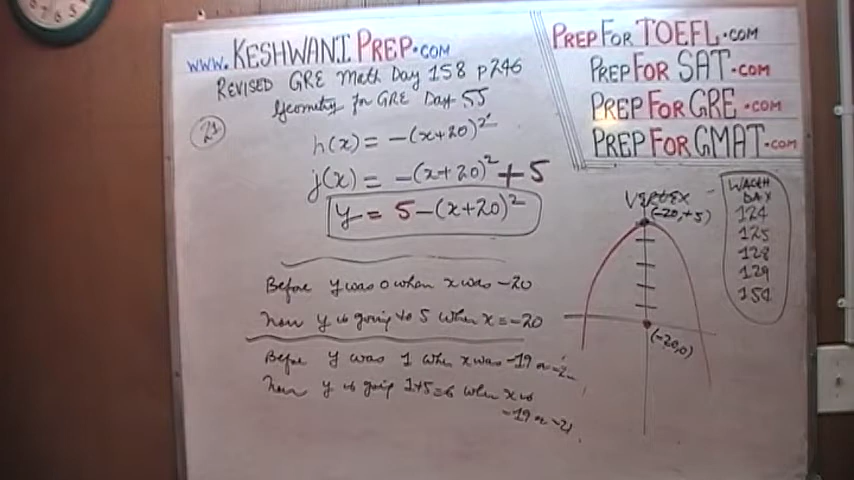 www.KESHWANIPREP.COM
REVISED GRE Math Day 158 p246
Geometry for GRE Day 55
21
h(x) = -(x+20)²
j(x) = -(x+20)² + 5
y = 5 -(x+20)²
Before y was 0 when x was -20
Now y is going to 5 when x = -20
Before y was 1 when x was -19 or
Now y is going 1+5=6 when x is
-19 or -21
PREPFORTOEFL.COM
PREPFORSAT.COM
PREPFORGRE.COM
PREPFORGMAT.COM
VERTEX
(-20,+5)
(-20,0)
WATCH
DAY
124
125
128
129
154